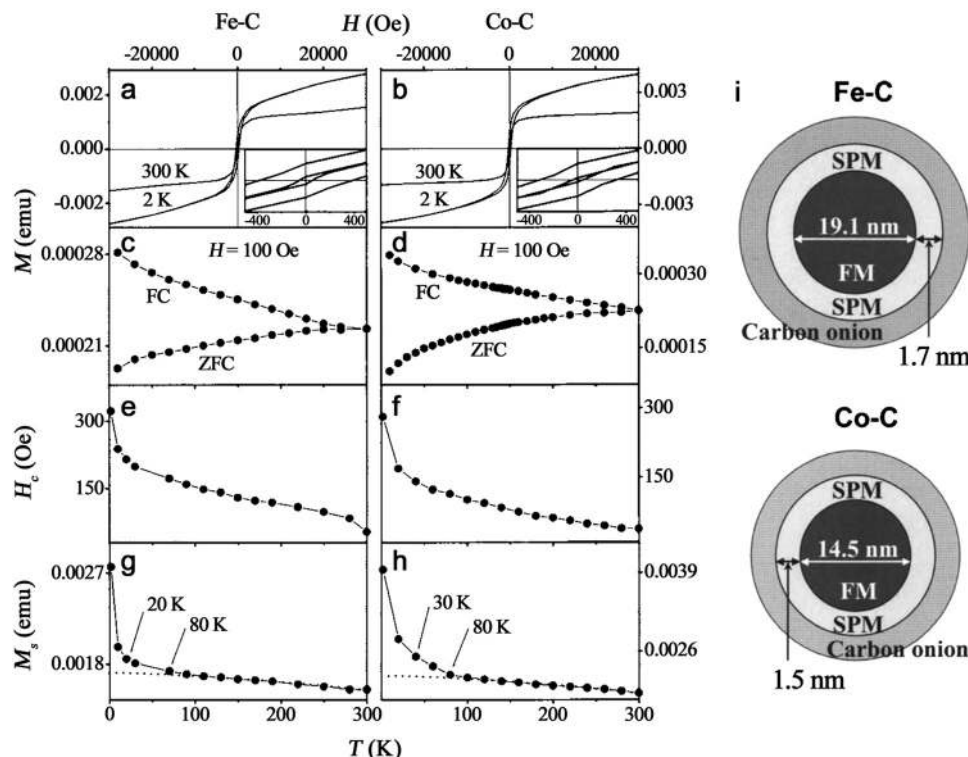 Fe-C H (Oe) Co-C
-20000 0 20000 -20000 0 20000
a
0.002
0.000
-0.002
300 K
2 K
-400 0 400
b
0.003
0.000
-0.003
300 K
2 K
-400 0 400
M (emu)
c
H = 100 Oe
0.00028
0.00021
FC
ZFC
d
H = 100 Oe
0.00030
0.00015
FC
ZFC
e
300
150
Hc (Oe)
f
300
150
g
0.0027
0.0018
Ms (emu)
20 K
80 K
h
0.0039
0.0026
30 K
80 K
0 100 200 300 0 100 200 300
T (K)
i
Fe-C
SPM
19.1 nm
FM
SPM
Carbon onion
1.7 nm
Co-C
SPM
14.5 nm
FM
SPM
Carbon onion
1.5 nm